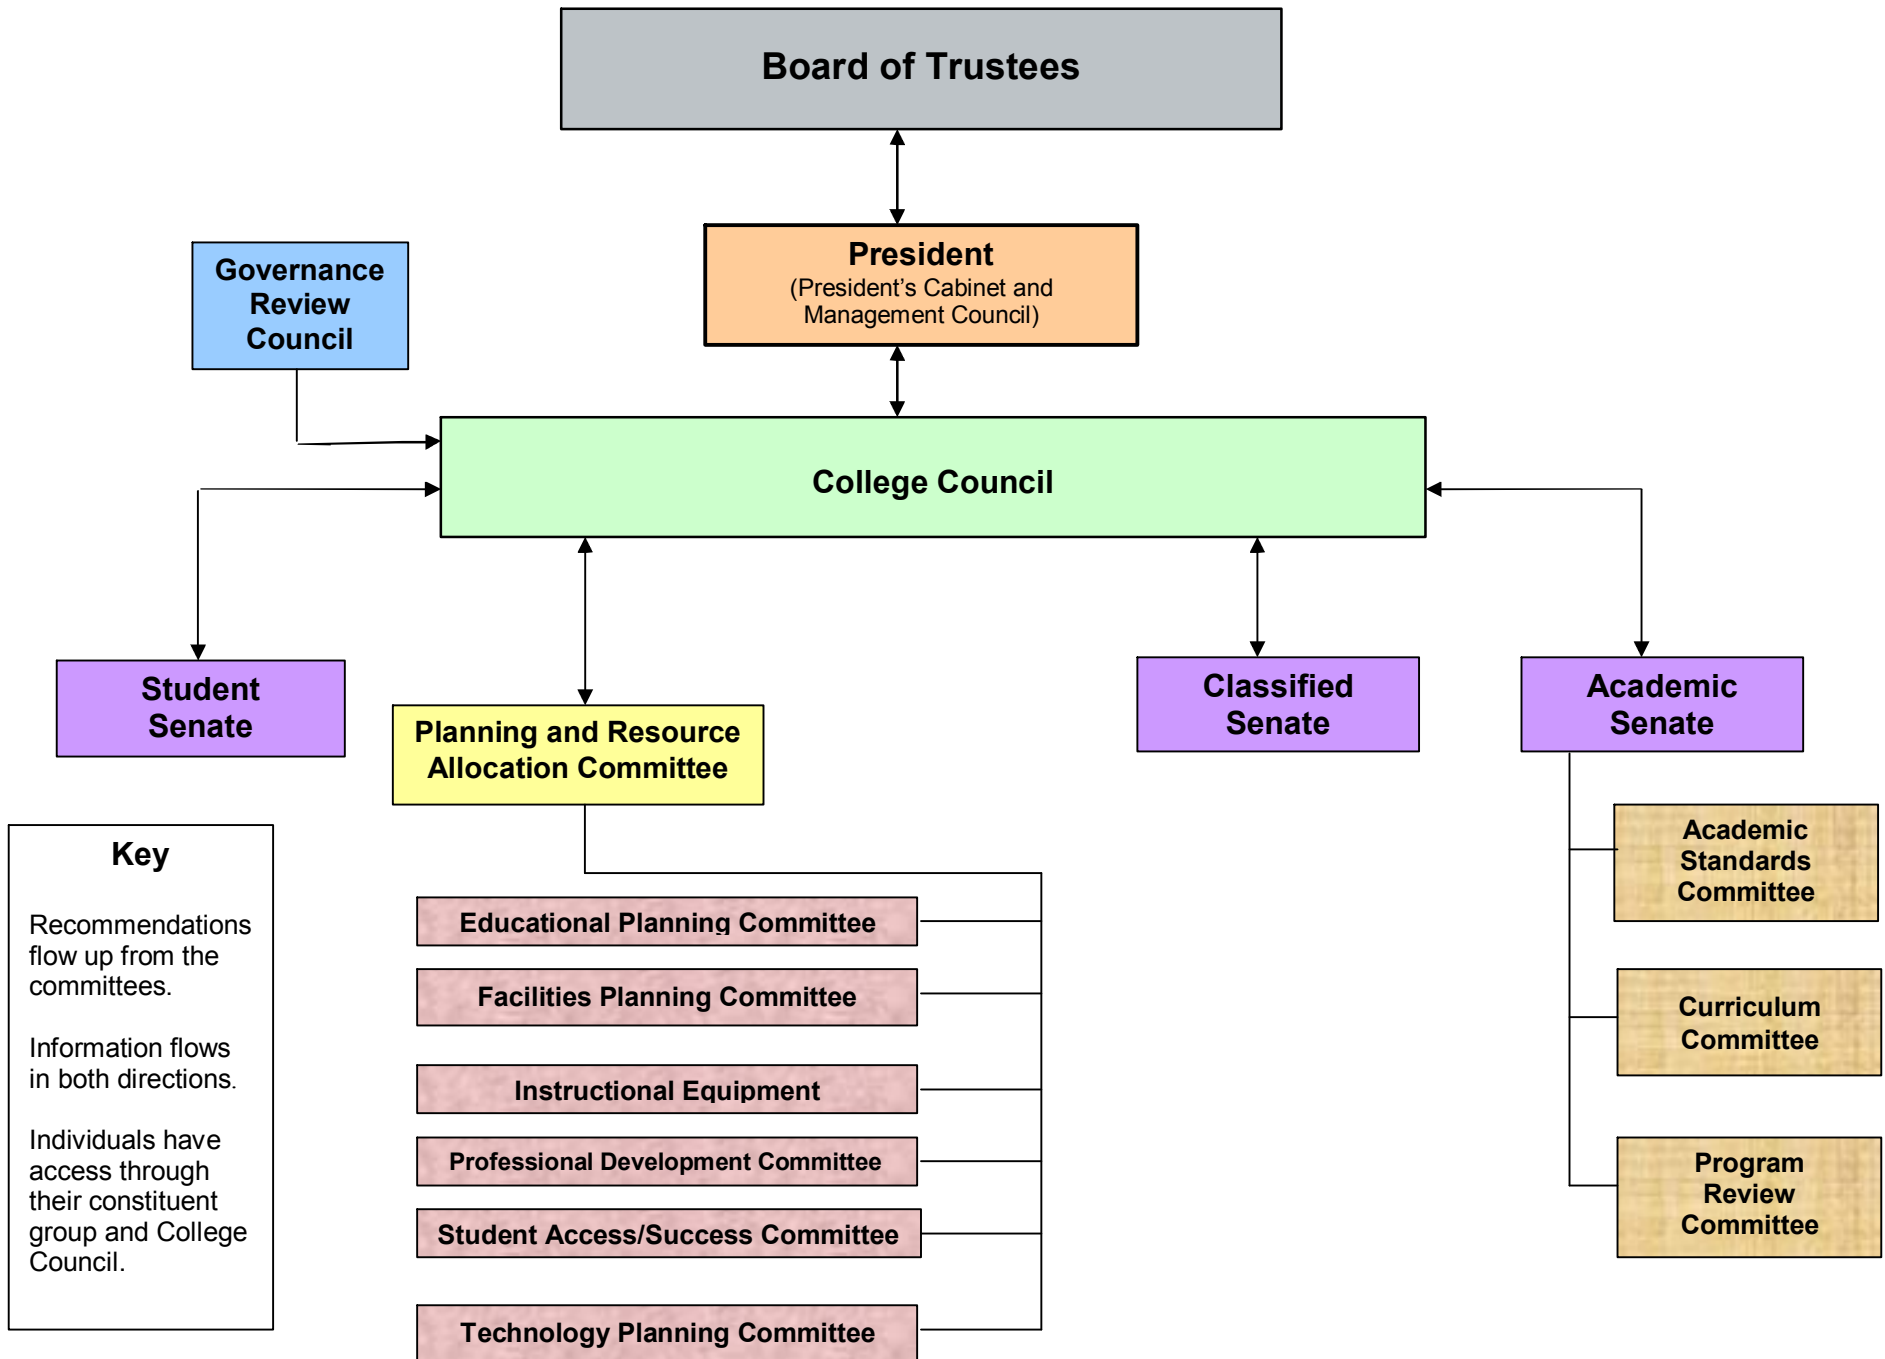 Board of Trustees
President
(President’s Cabinet and
Management Council)
Governance
Review
Council
College Council
Student
Senate
Planning and Resource
Allocation Committee
Classified
Senate
Academic
Senate
Key
Recommendations
flow up from the
committees.
Information flows
in both directions.
Individuals have
access through
their constituent
group and College
Council.
Educational Planning Committee
Facilities Planning Committee
Instructional Equipment
Professional Development Committee
Student Access/Success Committee
Technology Planning Committee
Academic
Standards
Committee
Curriculum
Committee
Program
Review
Committee